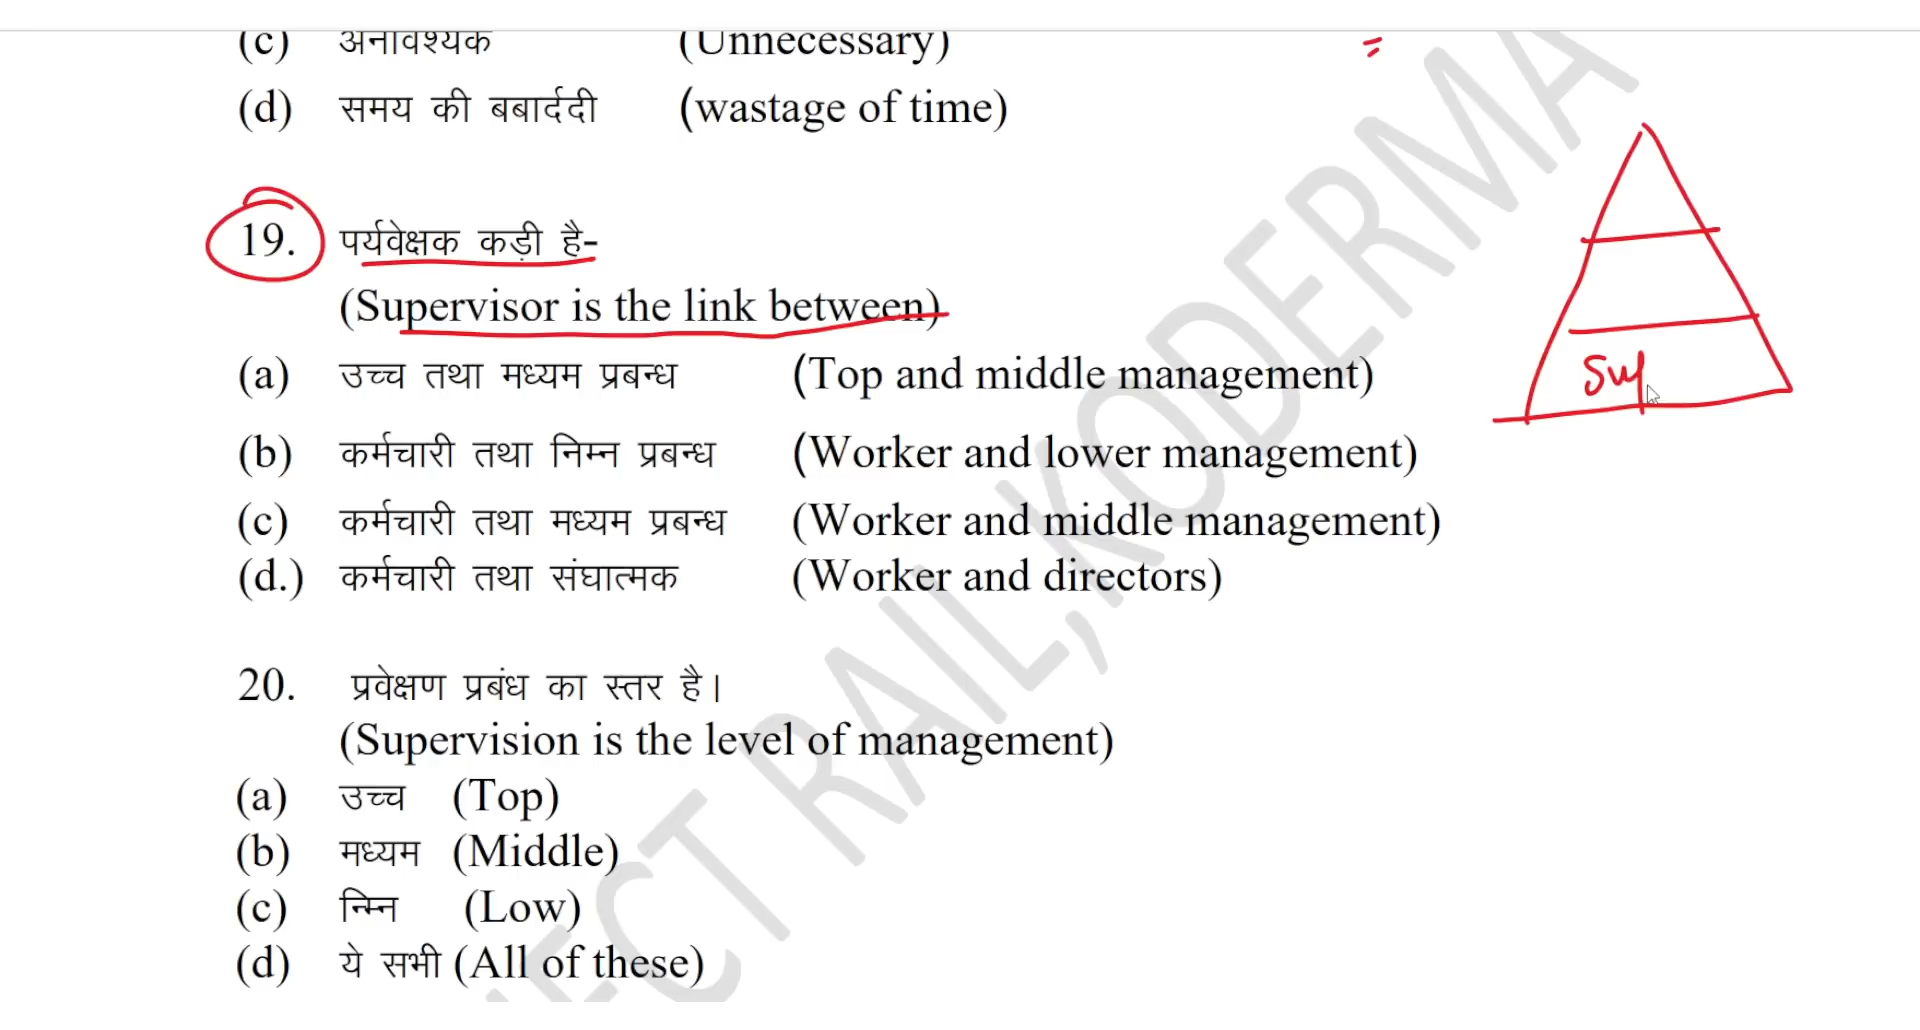 (c) अनावश्यक (Unnecessary)
(d) समय की बबार्ददी (wastage of time)
19. पर्यवेक्षक कड़ी है-
(Supervisor is the link between)
(a) उच्च तथा मध्यम प्रबन्ध (Top and middle management)
(b) कर्मचारी तथा निम्न प्रबन्ध (Worker and lower management)
(c) कर्मचारी तथा मध्यम प्रबन्ध (Worker and middle management)
(d.) कर्मचारी तथा संघात्मक (Worker and directors)
Sup
20. प्रवेक्षण प्रबंध का स्तर है।
(Supervision is the level of management)
(a) उच्च (Top)
(b) मध्यम (Middle)
(c) निम्न (Low)
(d) ये सभी (All of these)
RAIL,KODERMA